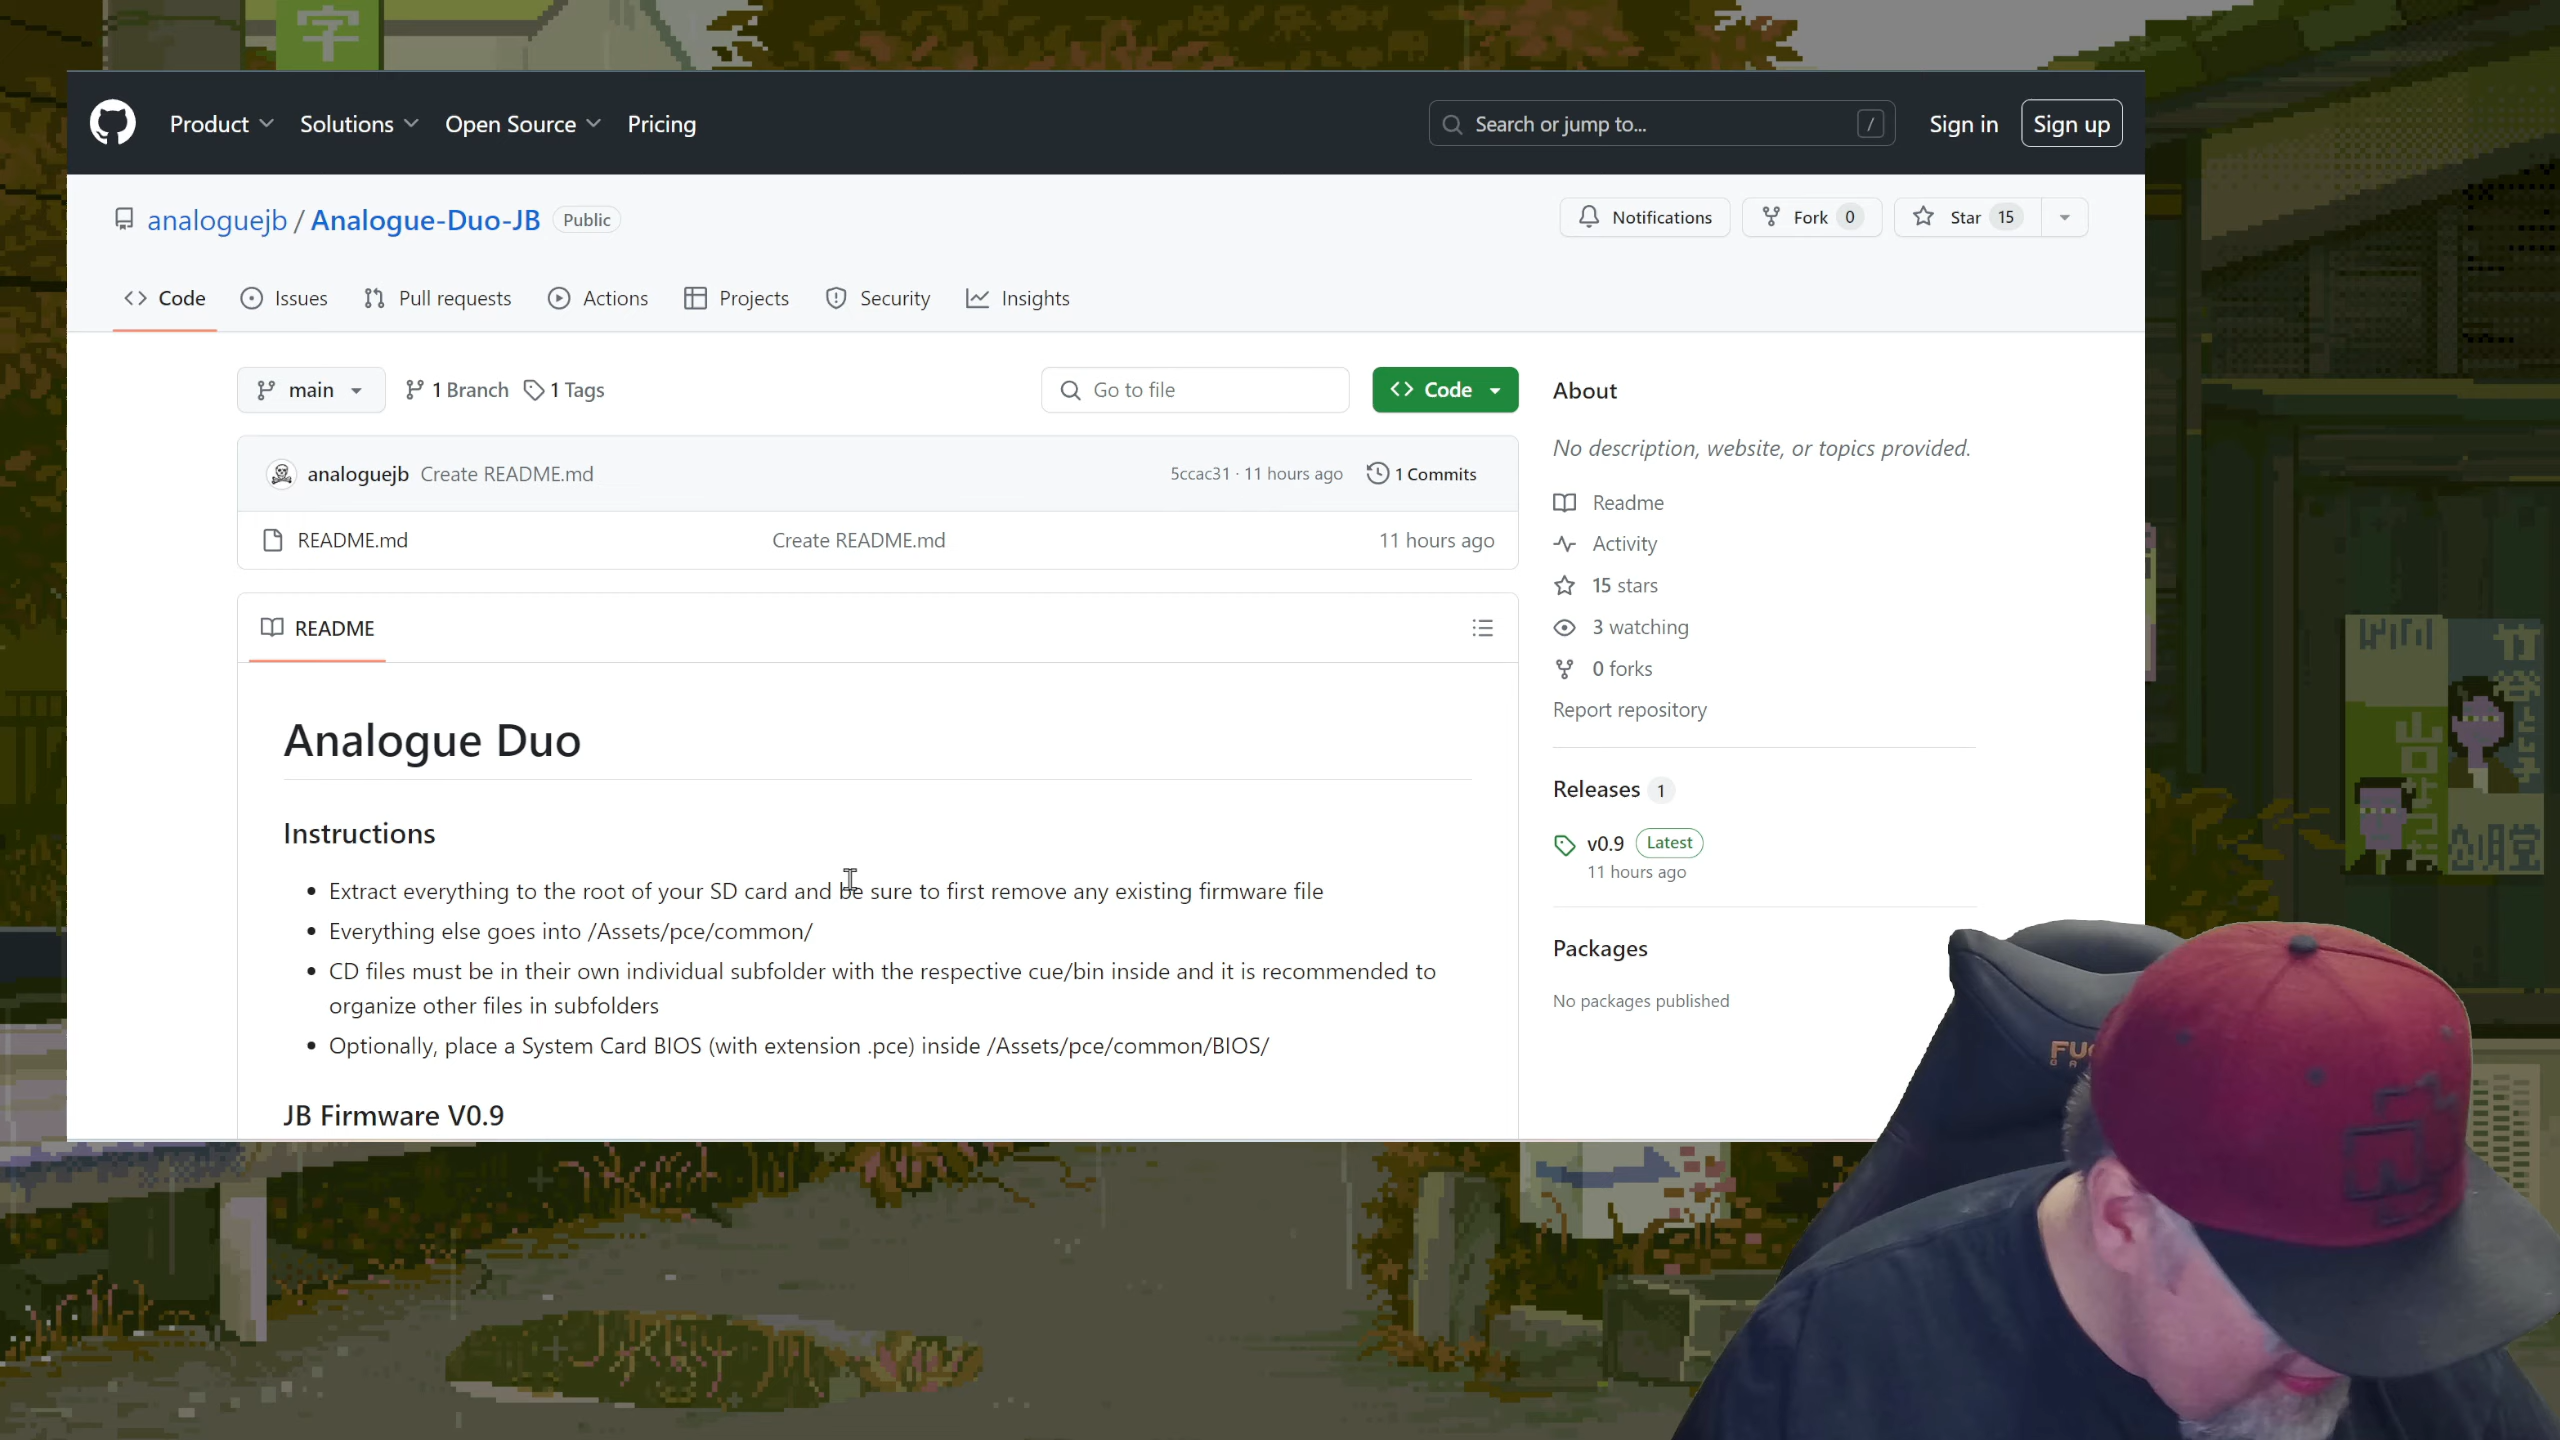 字
Product Solutions Open Source Pricing Search or jump to... / Sign in Sign up
analoguejb / Analogue-Duo-JB Public Notifications Fork 0 Star 15
Code Issues Pull requests Actions Projects Security Insights
main 1 Branch 1 Tags Go to file Code
analoguejb Create README.md 5ccac31 · 11 hours ago 1 Commits
README.md Create README.md 11 hours ago
README
Analogue Duo
Instructions
Extract everything to the root of your SD card and be sure to first remove any existing firmware file
Everything else goes into /Assets/pce/common/
CD files must be in their own individual subfolder with the respective cue/bin inside and it is recommended to
organize other files in subfolders
Optionally, place a System Card BIOS (with extension .pce) inside /Assets/pce/common/BIOS/
JB Firmware V0.9
About
No description, website, or topics provided.
Readme
Activity
15 stars
3 watching
0 forks
Report repository
Releases 1
v0.9 Latest
11 hours ago
Packages
No packages published